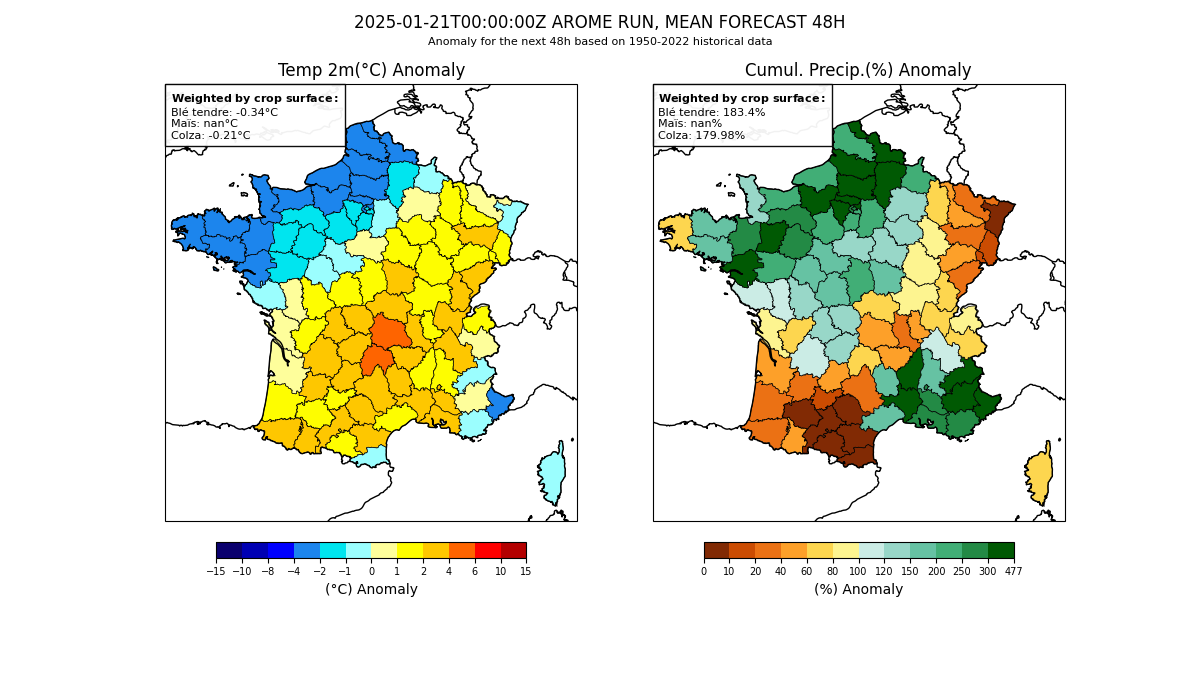 2025-01-21T00:00:00Z AROME RUN, MEAN FORECAST 48H
Anomaly for the next 48h based on 1950-2022 historical data
Temp 2m(°C) Anomaly
Weighted by crop surface:
Blé tendre: -0.34°C
Maïs: nan°C
Colza: -0.21°C
−15 −10 −8 −4 −2 −1 0 1 2 4 6 10 15
(°C) Anomaly
Cumul. Precip.(%) Anomaly
Weighted by crop surface:
Blé tendre: 183.4%
Maïs: nan%
Colza: 179.98%
0 10 20 40 60 80 100 120 150 200 250 300 477
(%) Anomaly